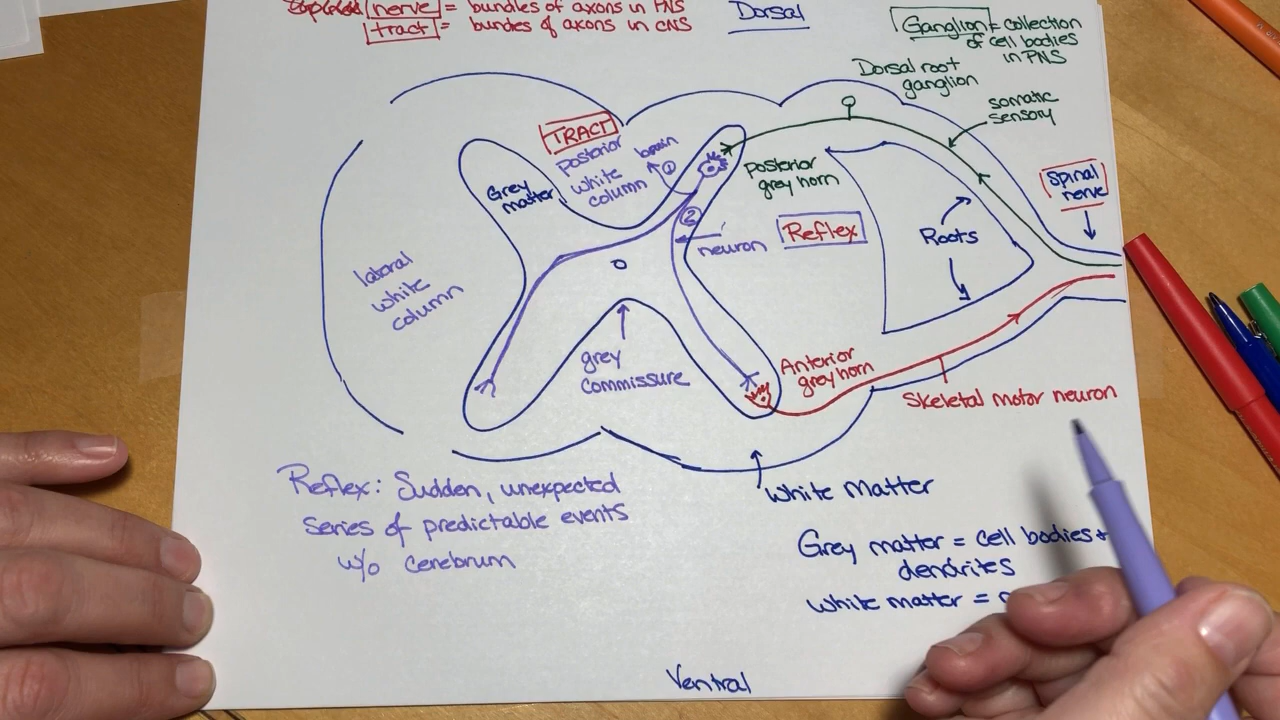 nerve = bundles of axons in PNS
tract = bundles of axons in CNS
Dorsal
Ganglion = collection
of cell bodies
in PNS
Dorsal root
ganglion
somatic
sensory
TRACT
Posterior
white
column
brain
①
Grey
matter
Posterior
grey horn
Spinal
nerve
②
neuron
Reflex
Roots
lateral
white
column
grey
commissure
Anterior
grey horn
Skeletal motor neuron
White Matter
Reflex: Sudden, unexpected
series of predictable events
w/o cerebrum
Grey matter = cell bodies +
dendrites
White matter =
Ventral